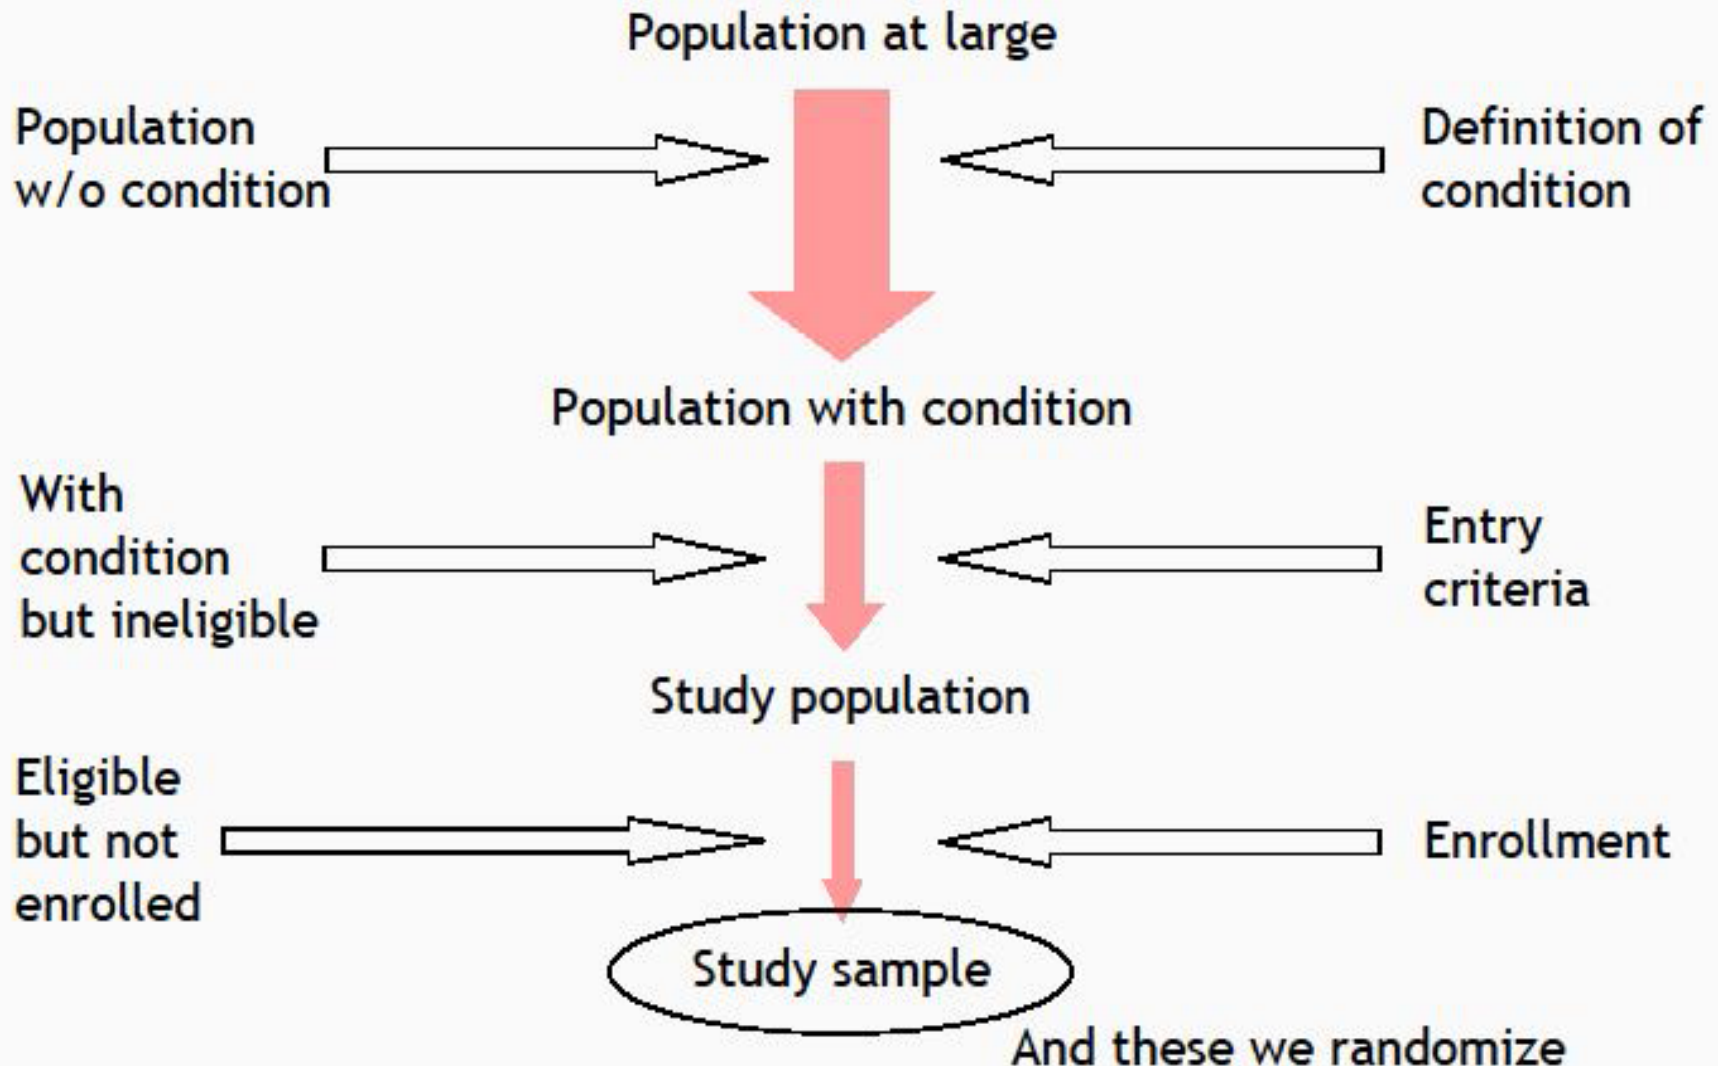 Population at large
Population
w/o condition
Definition of
condition
Population with condition
With
condition
but ineligible
Entry
criteria
Study population
Eligible
but not
enrolled
Enrollment
Study sample
And these we randomize